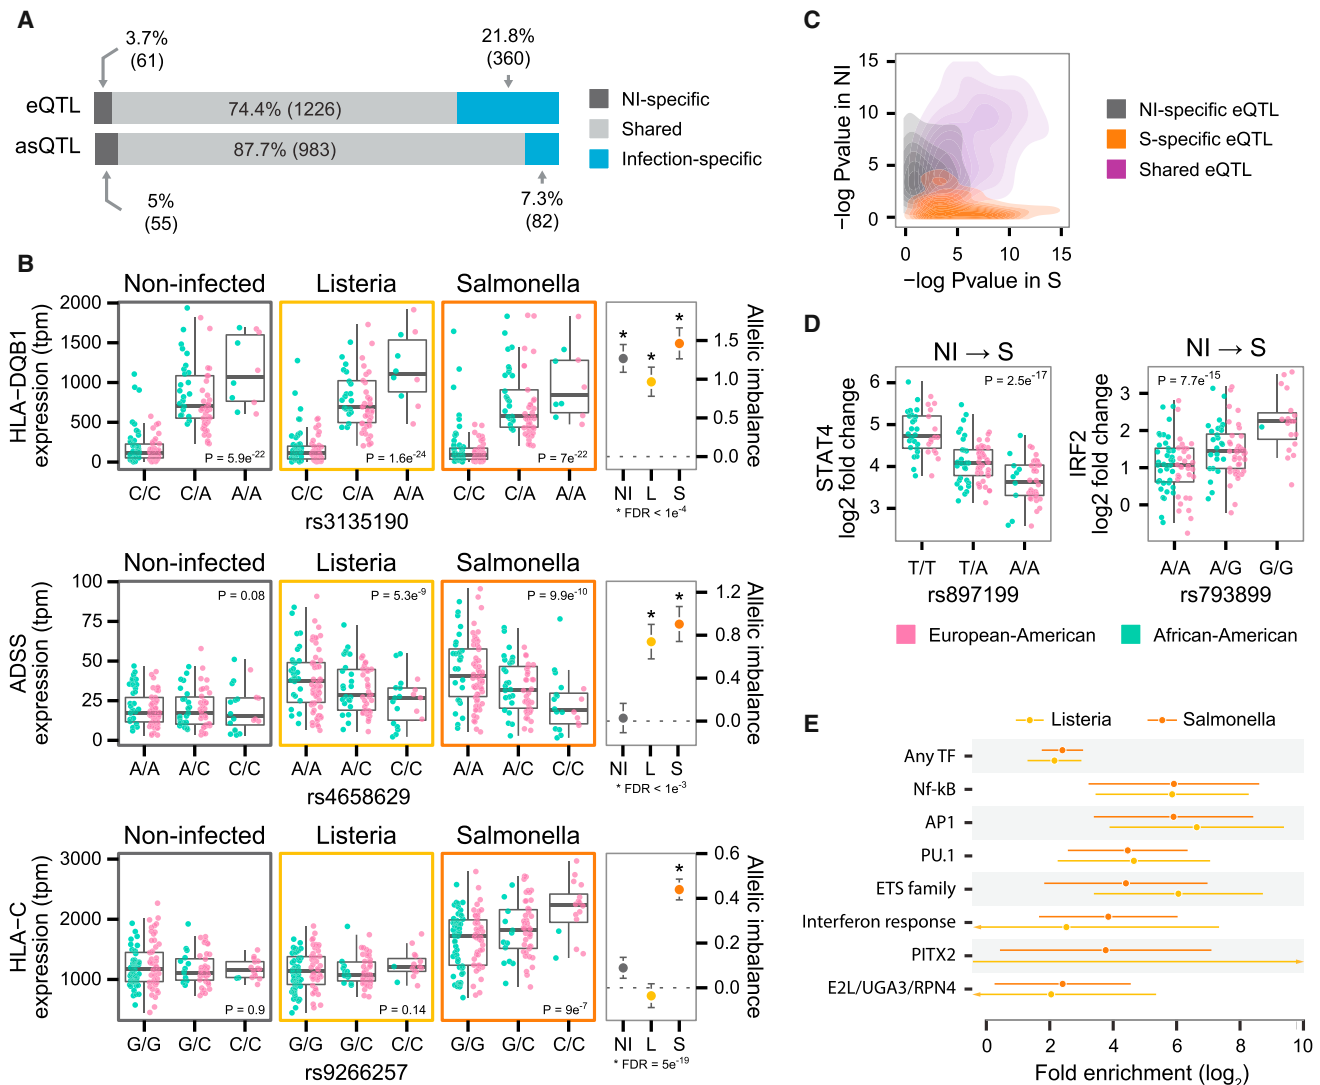 A
3.7%
(61)
21.8%
(360)
eQTL
74.4% (1226)
asQTL
87.7% (983)
5%
(55)
7.3%
(82)
NI-specific
Shared
Infection-specific
B
Non-infected
Listeria
Salmonella
HLA−DQB1
expression (tpm)
2000
1500
1000
500
0
P = 5.9e-22
P = 1.6e-24
P = 7e-22
C/C C/A A/A
C/C C/A A/A
C/C C/A A/A
rs3135190
* * *
1.5
1.0
0.5
0.0
Allelic imbalance
NI L S
* FDR < 1e-4
Non-infected
Listeria
Salmonella
ADSS
expression (tpm)
100
75
50
25
0
P = 0.08
P = 5.3e-9
P = 9.9e-10
A/A A/C C/C
A/A A/C C/C
A/A A/C C/C
rs4658629
* *
1.2
0.8
0.4
0.0
Allelic imbalance
NI L S
* FDR < 1e-3
Non-infected
Listeria
Salmonella
HLA−C
expression (tpm)
3000
2000
1000
P = 0.9
P = 0.14
P = 9e-7
G/G G/C C/C
G/G G/C C/C
G/G G/C C/C
rs9266257
*
0.6
0.4
0.2
0.0
Allelic imbalance
NI L S
* FDR = 5e-19
C
−log Pvalue in NI
15
10
5
0
0 5 10 15
−log Pvalue in S
NI-specific eQTL
S-specific eQTL
Shared eQTL
D
NI → S
STAT4
log2 fold change
6
5
4
3
P = 2.5e-17
T/T T/A A/A
rs897199
NI → S
IRF2
log2 fold change
3
2
1
0
P = 7.7e-15
A/A A/G G/G
rs793899
European-American
African-American
E
Listeria
Salmonella
Any TF
Nf-kB
AP1
PU.1
ETS family
Interferon response
PITX2
E2L/UGA3/RPN4
0 2 4 6 8 10
Fold enrichment (log2)